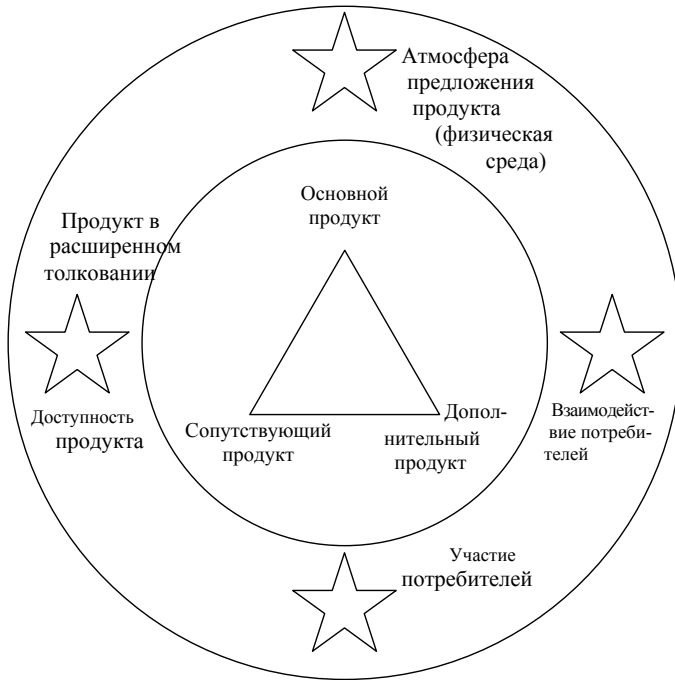 Атмосфера
предложения
продукта
(физическая
среда)
Основной
продукт
Продукт в
расширенном
толковании
Доступность
продукта
Сопутствующий
продукт
Допол-
нительный
продукт
Взаимодейст-
вие потреби-
телей
Участие
потребителей